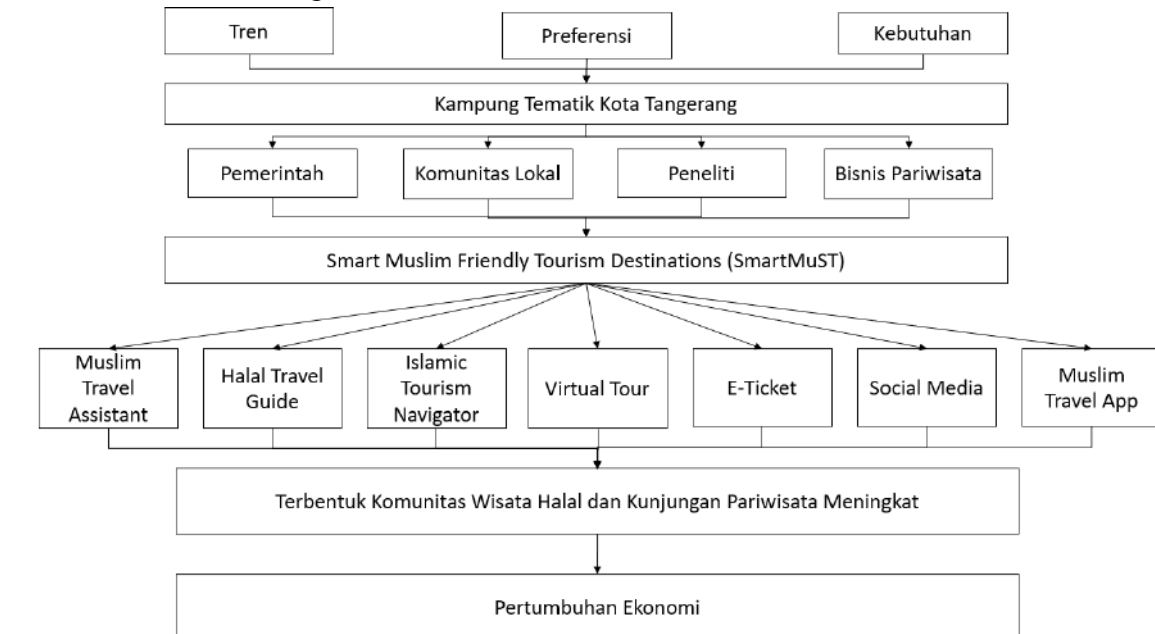 Tren
Preferensi
Kebutuhan
Kampung Tematik Kota Tangerang
Pemerintah
Komunitas Lokal
Peneliti
Bisnis Pariwisata
Smart Muslim Friendly Tourism Destinations (SmartMuST)
Muslim
Travel
Assistant
Halal Travel
Guide
Islamic
Tourism
Navigator
Virtual Tour
E-Ticket
Social Media
Muslim
Travel App
Terbentuk Komunitas Wisata Halal dan Kunjungan Pariwisata Meningkat
Pertumbuhan Ekonomi